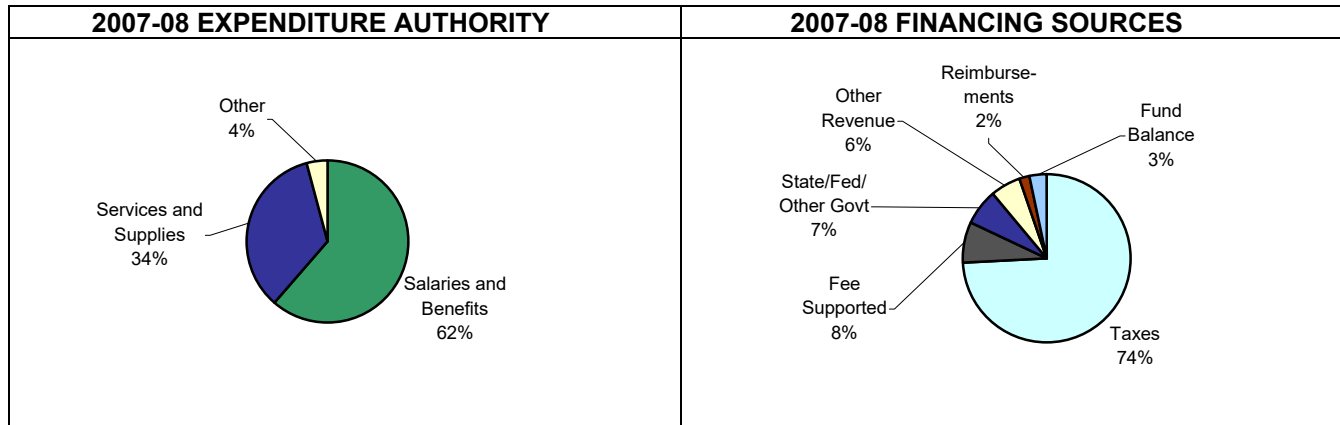 2007-08 EXPENDITURE AUTHORITY
Other
4%
Services and
Supplies
34%
Salaries and
Benefits
62%
2007-08 FINANCING SOURCES
Reimburse-
ments
2%
Other
Revenue
6%
Fund
Balance
3%
State/Fed/
Other Govt
7%
Fee
Supported
8%
Taxes
74%